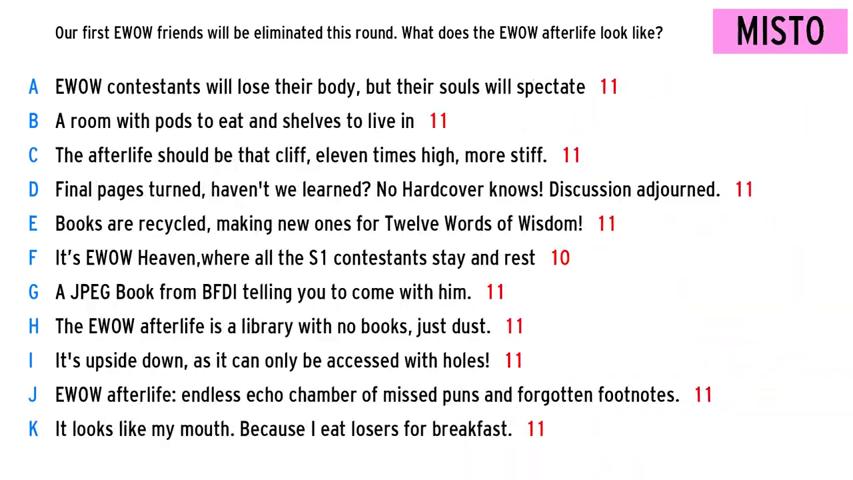 Our first EWOW friends will be eliminated this round. What does the EWOW afterlife look like?
MISTO
A EWOW contestants will lose their body, but their souls will spectate 11
B A room with pods to eat and shelves to live in 11
C The afterlife should be that cliff, eleven times high, more stiff. 11
D Final pages turned, haven't we learned? No Hardcover knows! Discussion adjourned. 11
E Books are recycled, making new ones for Twelve Words of Wisdom! 11
F It's EWOW Heaven,where all the S1 contestants stay and rest 10
G A JPEG Book from BFDI telling you to come with him. 11
H The EWOW afterlife is a library with no books, just dust. 11
I It's upside down, as it can only be accessed with holes! 11
J EWOW afterlife: endless echo chamber of missed puns and forgotten footnotes. 11
K It looks like my mouth. Because I eat losers for breakfast. 11